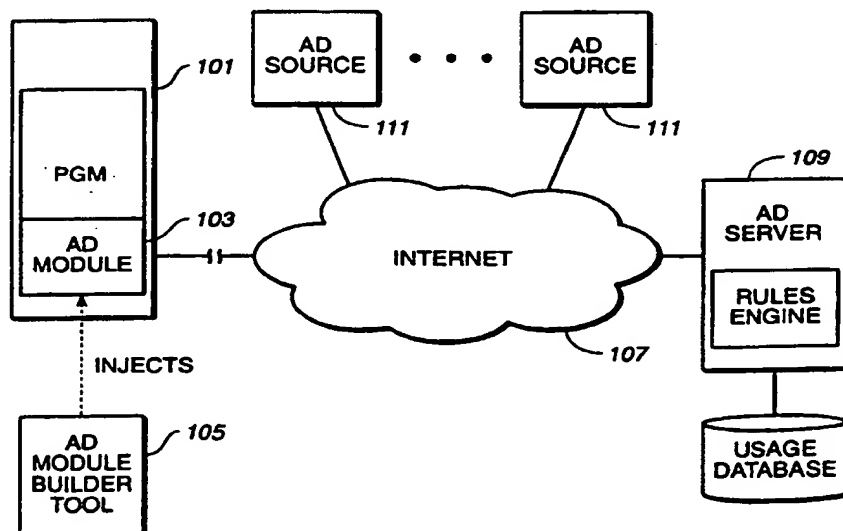 101
PGM
103
AD
MODULE
INJECTS
105
AD
MODULE
BUILDER
TOOL
AD
SOURCE
111
AD
SOURCE
111
INTERNET
107
109
AD
SERVER
RULES
ENGINE
USAGE
DATABASE